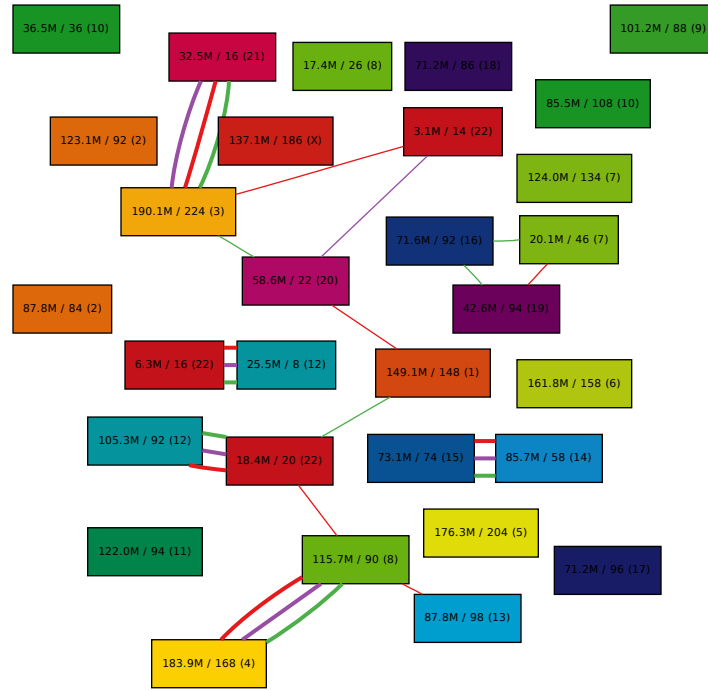 36.5M / 36 (10)
101.2M / 88 (9)
32.5M / 16 (21)
17.4M / 26 (8)
71.2M / 86 (18)
85.5M / 108 (10)
123.1M / 92 (2)
137.1M / 186 (X)
3.1M / 14 (22)
124.0M / 134 (7)
190.1M / 224 (3)
71.6M / 92 (16)
20.1M / 46 (7)
58.6M / 22 (20)
87.8M / 84 (2)
42.6M / 94 (19)
6.3M / 16 (22)
25.5M / 8 (12)
149.1M / 148 (1)
161.8M / 158 (6)
105.3M / 92 (12)
18.4M / 20 (22)
73.1M / 74 (15)
85.7M / 58 (14)
176.3M / 204 (5)
122.0M / 94 (11)
115.7M / 90 (8)
71.2M / 96 (17)
87.8M / 98 (13)
183.9M / 168 (4)